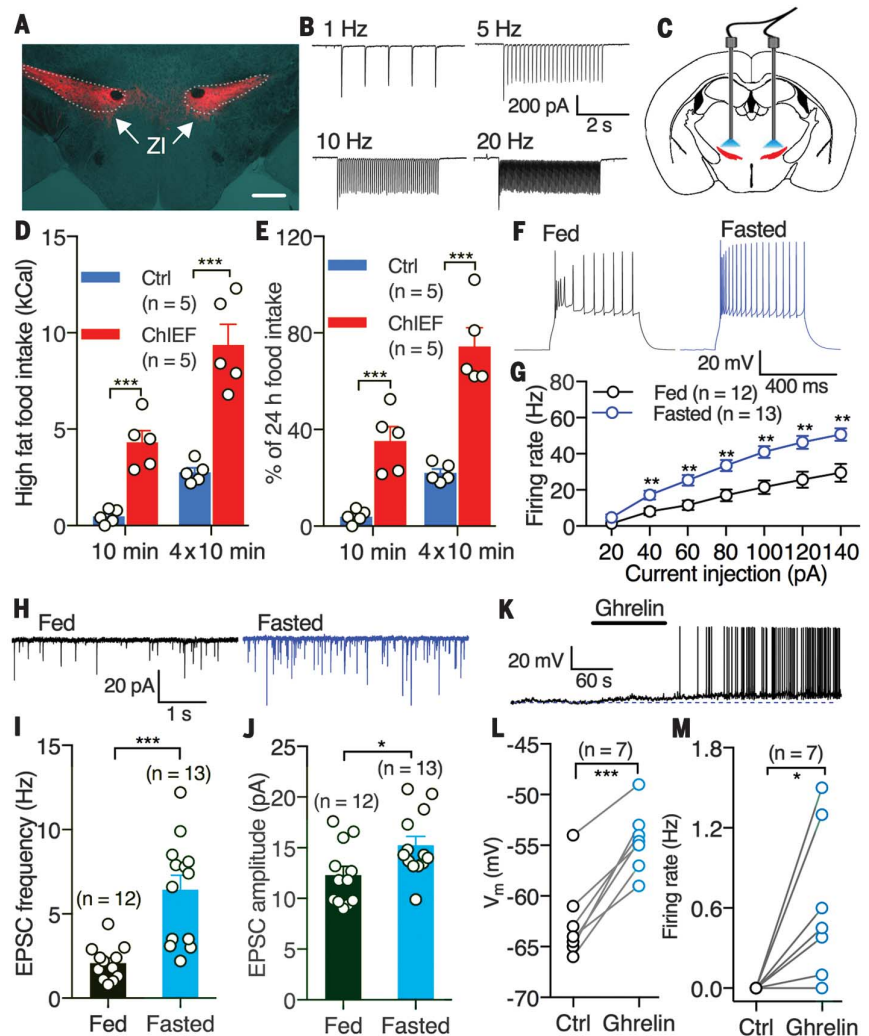 A
ZI
B
1 Hz
5 Hz
200 pA
2 s
10 Hz
20 Hz
C
D
High fat food intake (kCal)
15
10
5
0
Ctrl
(n = 5)
ChIEF
(n = 5)
***
***
10 min
4x10 min
E
% of 24 h food intake
120
80
40
0
Ctrl
(n = 5)
ChIEF
(n = 5)
***
***
10 min
4x10 min
F
Fed
Fasted
20 mV
400 ms
G
Firing rate (Hz)
80
60
40
20
0
Fed (n = 12)
Fasted (n = 13)
** ** ** ** ** **
20 40 60 80 100 120 140
Current injection (pA)
H
Fed
Fasted
20 pA
1 s
I
EPSC frequency (Hz)
15
10
5
0
***
(n = 13)
(n = 12)
Fed
Fasted
J
EPSC amplitude (pA)
25
20
15
10
5
0
*
(n = 13)
(n = 12)
Fed
Fasted
K
Ghrelin
20 mV
60 s
L
Vm (mV)
-45
-50
-55
-60
-65
-70
(n = 7)
***
Ctrl
Ghrelin
M
Firing rate (Hz)
1.8
1.2
0.6
0.0
(n = 7)
*
Ctrl
Ghrelin